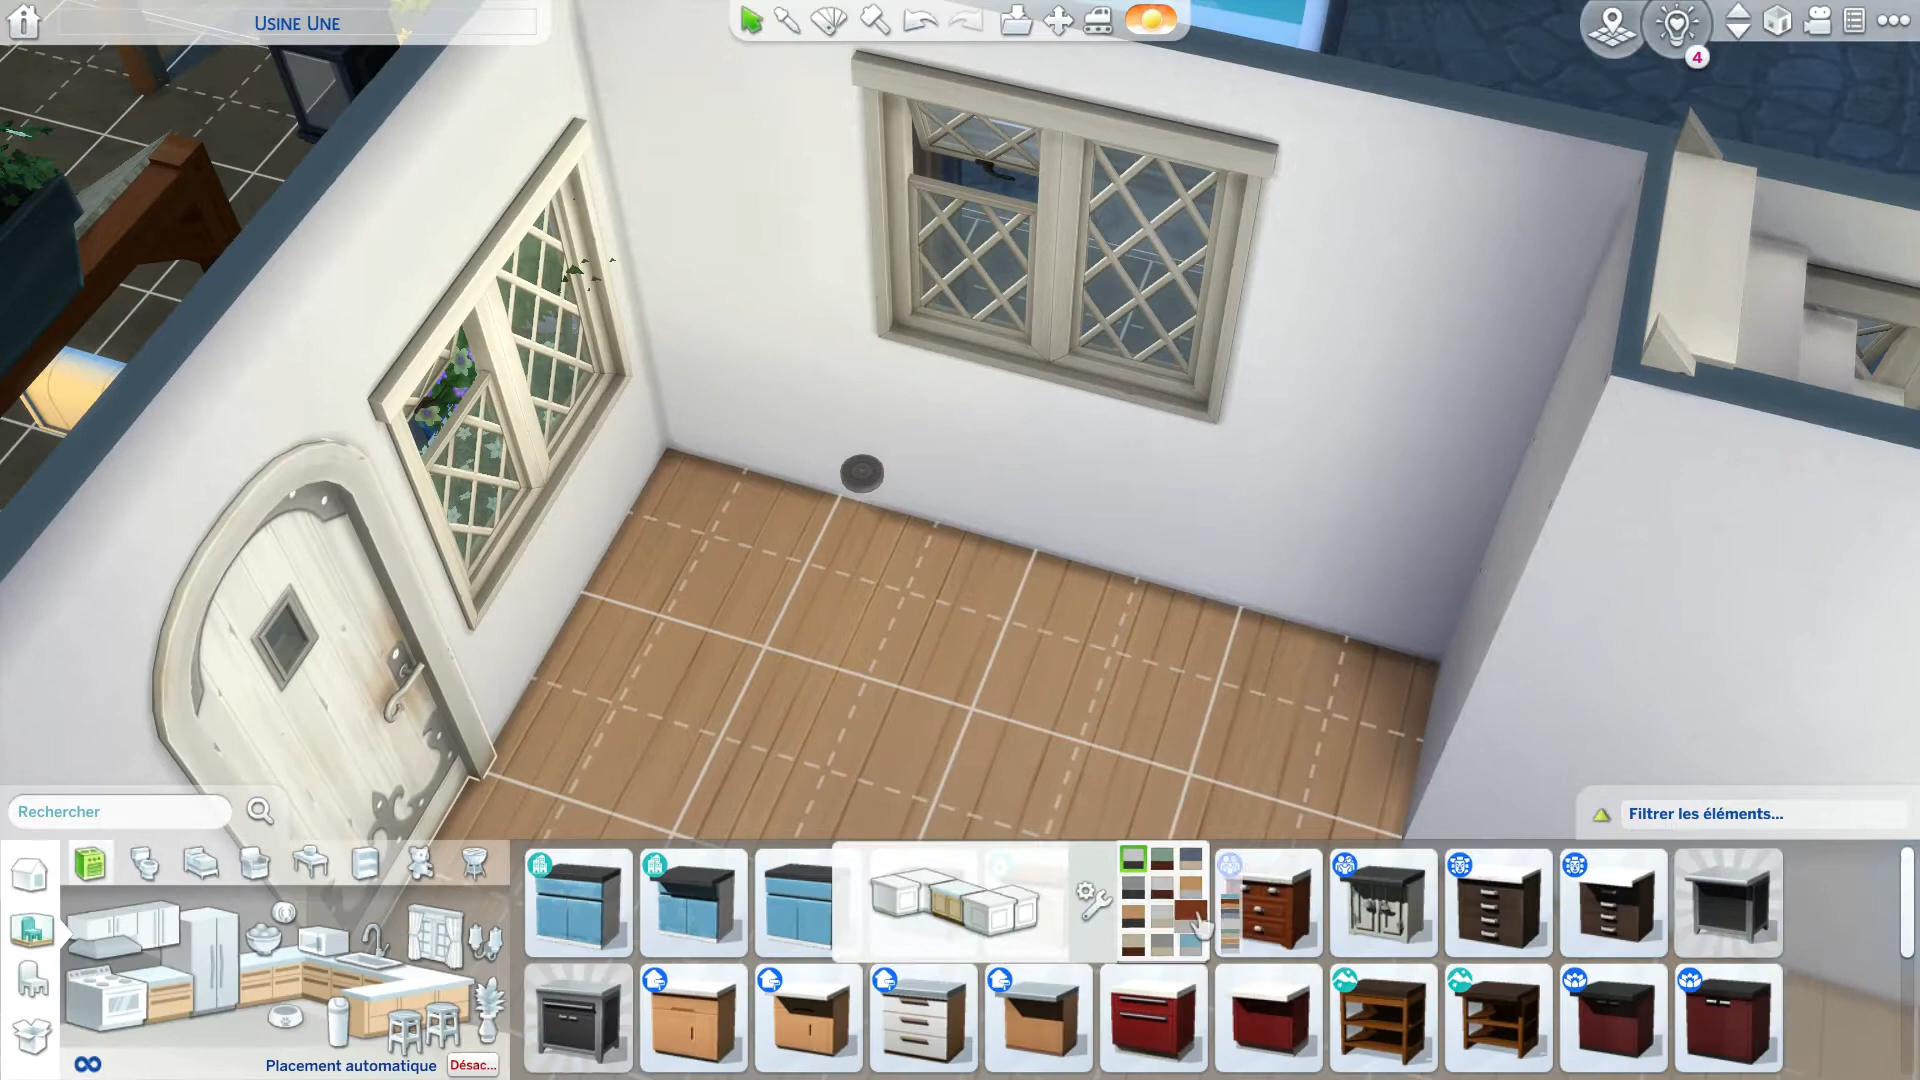 Usine Une
4
Rechercher
Filtrer les éléments...
Placement automatique
Désac...